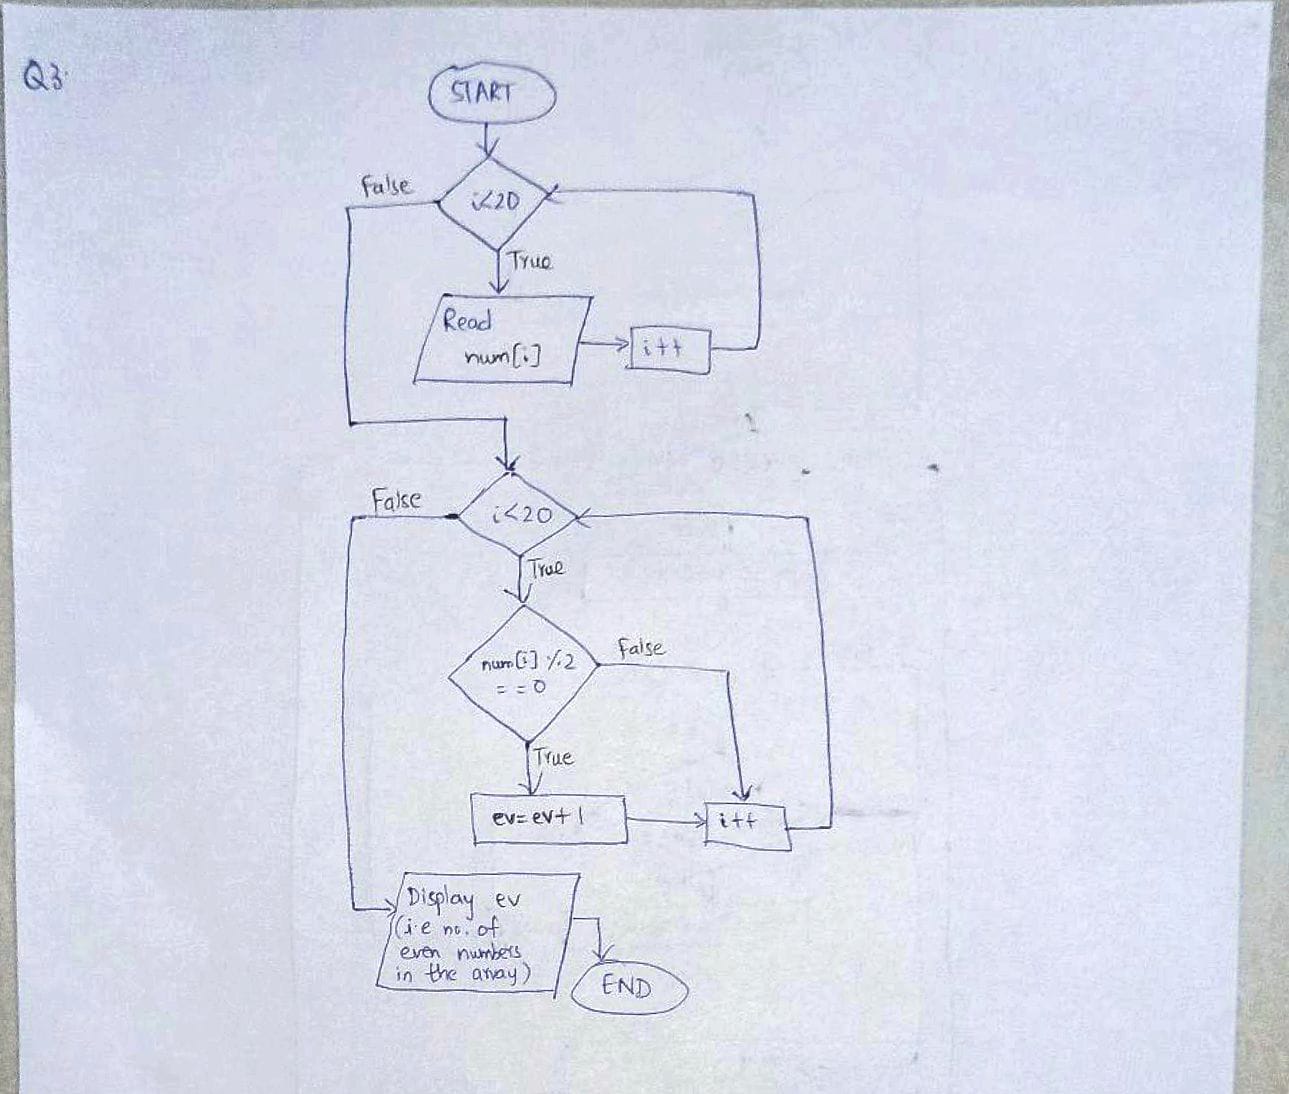 Q3.
START
False
i<20
True
Read
num[i]
i++
False
i<20
True
num[i] %2
==0
False
True
ev=ev+1
i++
Display ev
(i.e no. of
even numbers
in the array)
END